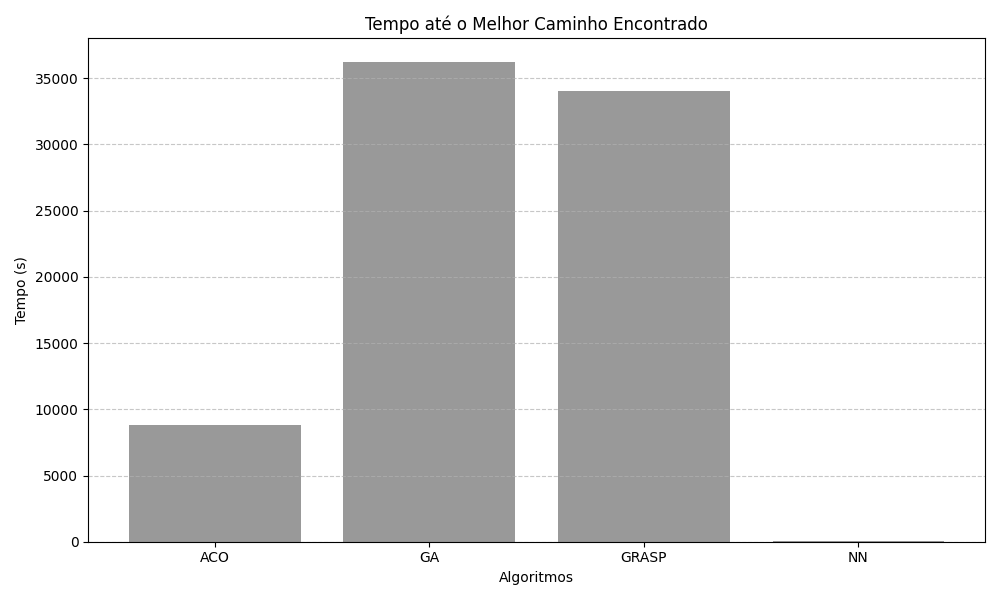 Tempo até o Melhor Caminho Encontrado
Tempo (s)
35000
30000
25000
20000
15000
10000
5000
0
ACO GA GRASP NN
Algoritmos